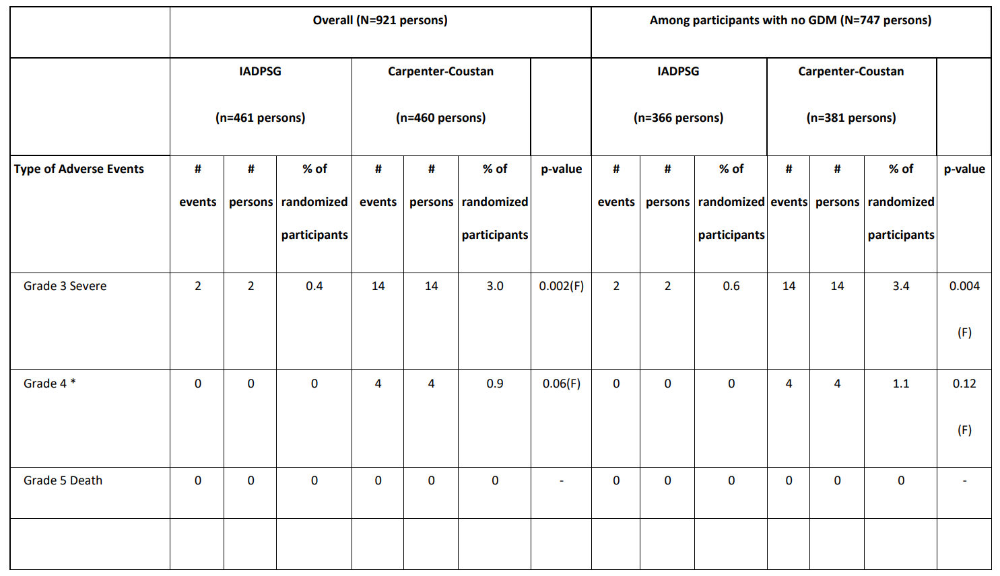 Overall (N=921 persons) Among participants with no GDM (N=747 persons)
IADPSG Carpenter-Coustan IADPSG Carpenter-Coustan
(n=461 persons) (n=460 persons) (n=366 persons) (n=381 persons)
Type of Adverse Events # # % of # # % of p-value # # % of # # % of p-value
events persons randomized events persons randomized events persons randomized events persons randomized
participants participants participants participants
Grade 3 Severe 2 2 0.4 14 14 3.0 0.002(F) 2 2 0.6 14 14 3.4 0.004
(F)
Grade 4 * 0 0 0 4 4 0.9 0.06(F) 0 0 0 4 4 1.1 0.12
(F)
Grade 5 Death 0 0 0 0 0 0 - 0 0 0 0 0 0 -